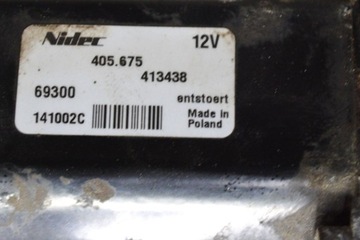 Nidec 12V
405.675
413438
69300 entstoert
141002C Made in
Poland